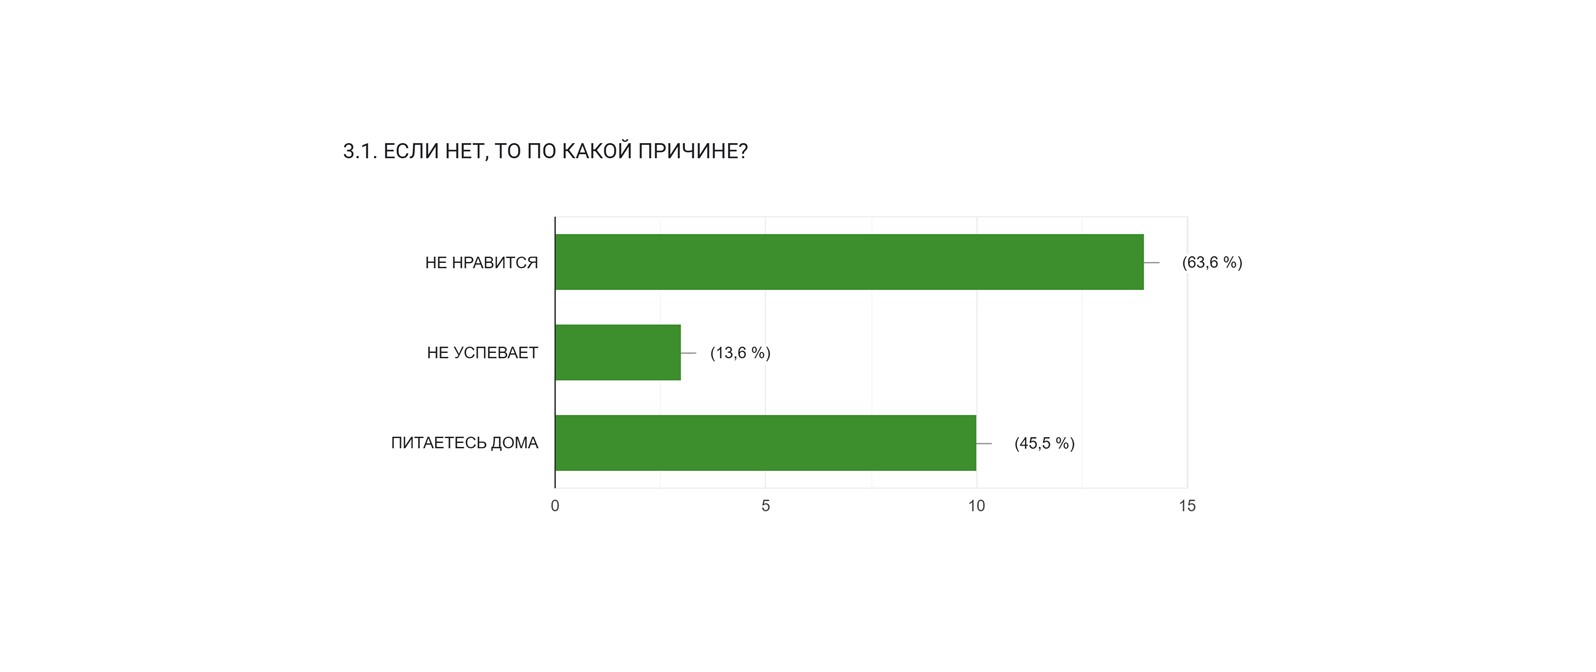 3.1. ЕСЛИ НЕТ, ТО ПО КАКОЙ ПРИЧИНЕ?
НЕ НРАВИТСЯ (63,6 %)
НЕ УСПЕВАЕТ (13,6 %)
ПИТАЕТЕСЬ ДОМА (45,5 %)
0 5 10 15